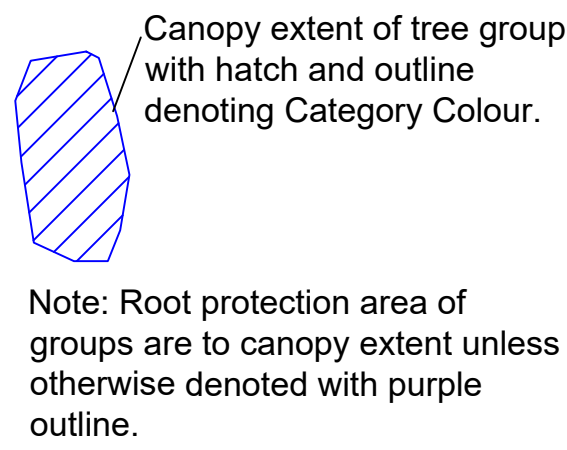 Canopy extent of tree group
with hatch and outline
denoting Category Colour.
Note: Root protection area of
groups are to canopy extent unless
otherwise denoted with purple
outline.